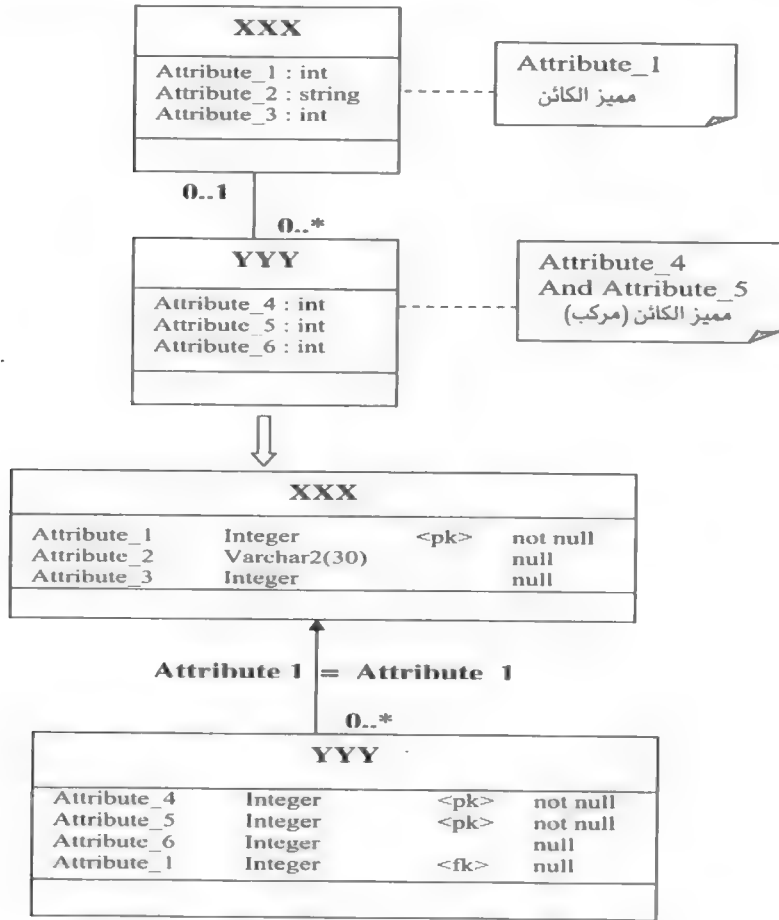 XXX
Attribute_1 : int
Attribute_2 : string
Attribute_3 : int
Attribute_1
مميز الكائن
0..1
0..*
YYY
Attribute_4 : int
Attribute_5 : int
Attribute_6 : int
Attribute_4
And Attribute_5
مميز الكائن (مركب)
XXX
Attribute_1 Integer <pk> not null
Attribute_2 Varchar2(30) null
Attribute_3 Integer null
Attribute 1 = Attribute 1
0..*
YYY
Attribute_4 Integer <pk> not null
Attribute_5 Integer <pk> not null
Attribute_6 Integer null
Attribute_1 Integer <fk> null